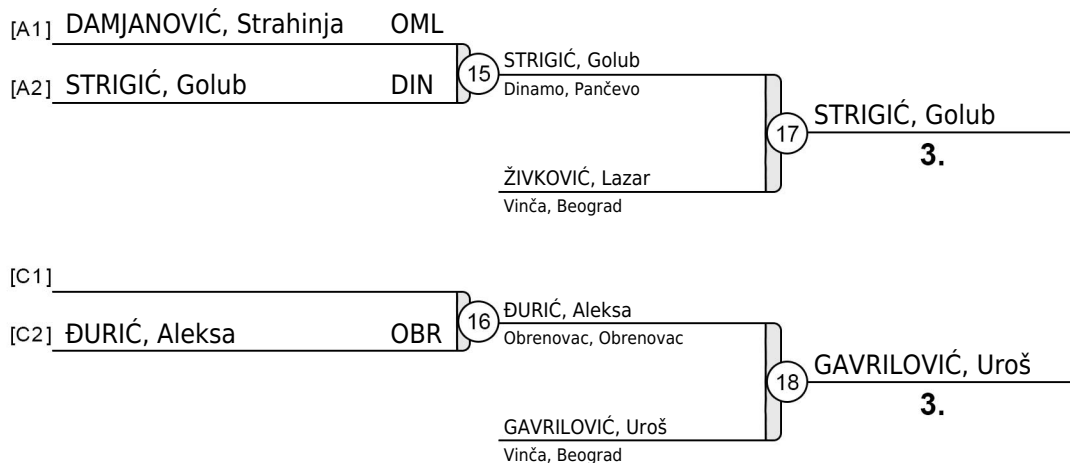 [A1] DAMJANOVIĆ, Strahinja OML
[A2] STRIGIĆ, Golub DIN
15
STRIGIĆ, Golub
Dinamo, Pančevo
17
STRIGIĆ, Golub
3.
ŽIVKOVIĆ, Lazar
Vinča, Beograd
[C1]
[C2] ĐURIĆ, Aleksa OBR
16
ĐURIĆ, Aleksa
Obrenovac, Obrenovac
18
GAVRILOVIĆ, Uroš
3.
GAVRILOVIĆ, Uroš
Vinča, Beograd